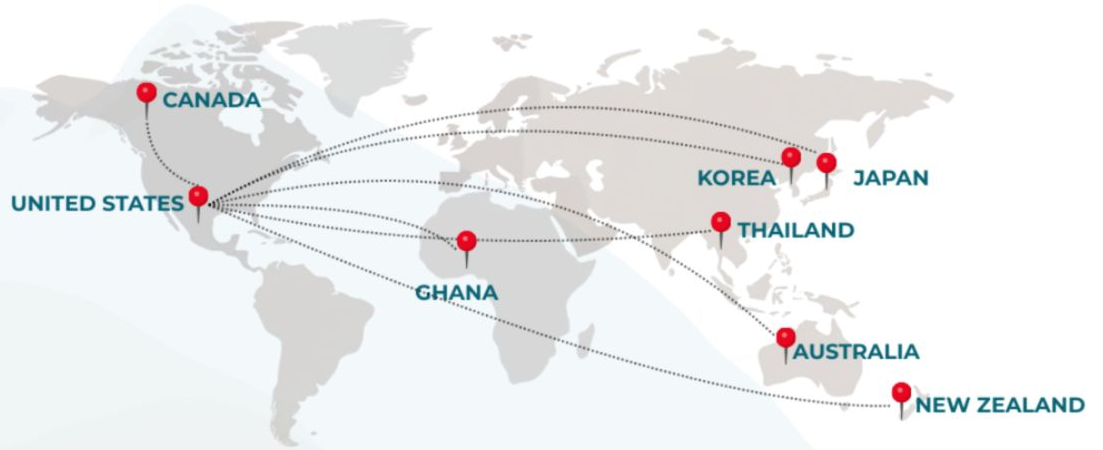 CANADA
UNITED STATES
KOREA
JAPAN
THAILAND
GHANA
AUSTRALIA
NEW ZEALAND